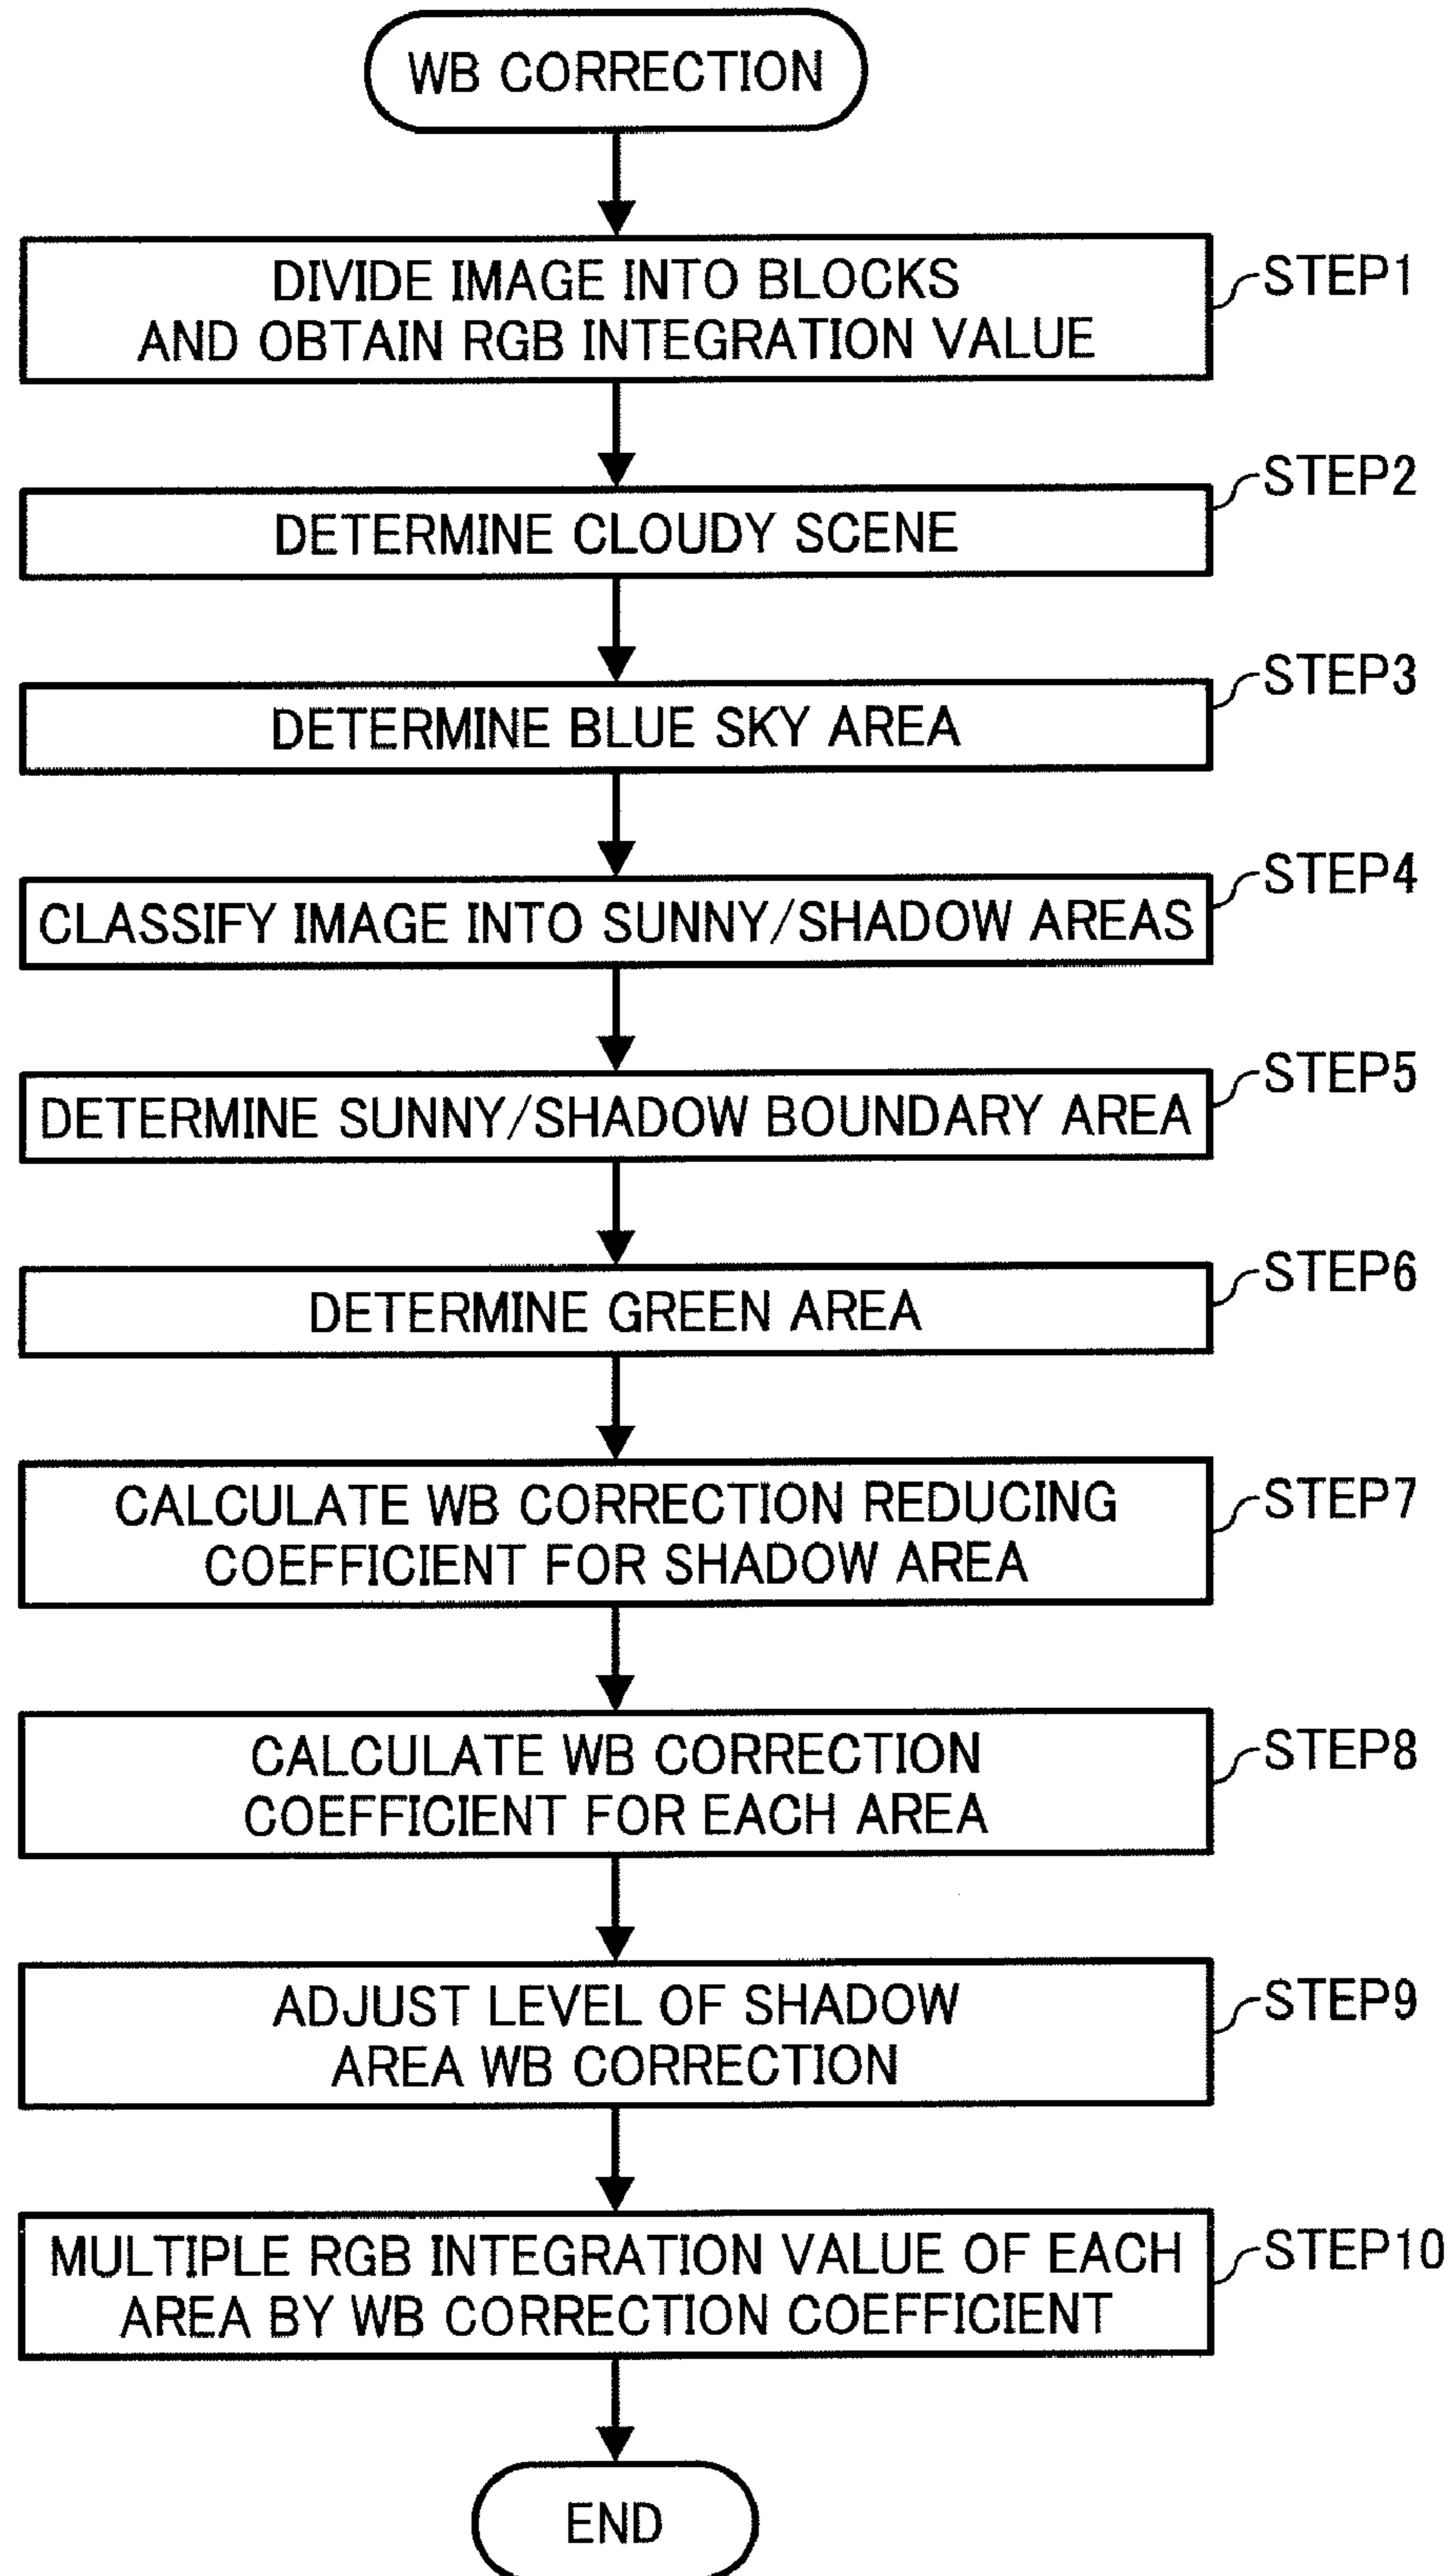 WB CORRECTION
DIVIDE IMAGE INTO BLOCKS
AND OBTAIN RGB INTEGRATION VALUE
STEP1
DETERMINE CLOUDY SCENE
STEP2
DETERMINE BLUE SKY AREA
STEP3
CLASSIFY IMAGE INTO SUNNY/SHADOW AREAS
STEP4
DETERMINE SUNNY/SHADOW BOUNDARY AREA
STEP5
DETERMINE GREEN AREA
STEP6
CALCULATE WB CORRECTION REDUCING
COEFFICIENT FOR SHADOW AREA
STEP7
CALCULATE WB CORRECTION
COEFFICIENT FOR EACH AREA
STEP8
ADJUST LEVEL OF SHADOW
AREA WB CORRECTION
STEP9
MULTIPLE RGB INTEGRATION VALUE OF EACH
AREA BY WB CORRECTION COEFFICIENT
STEP10
END